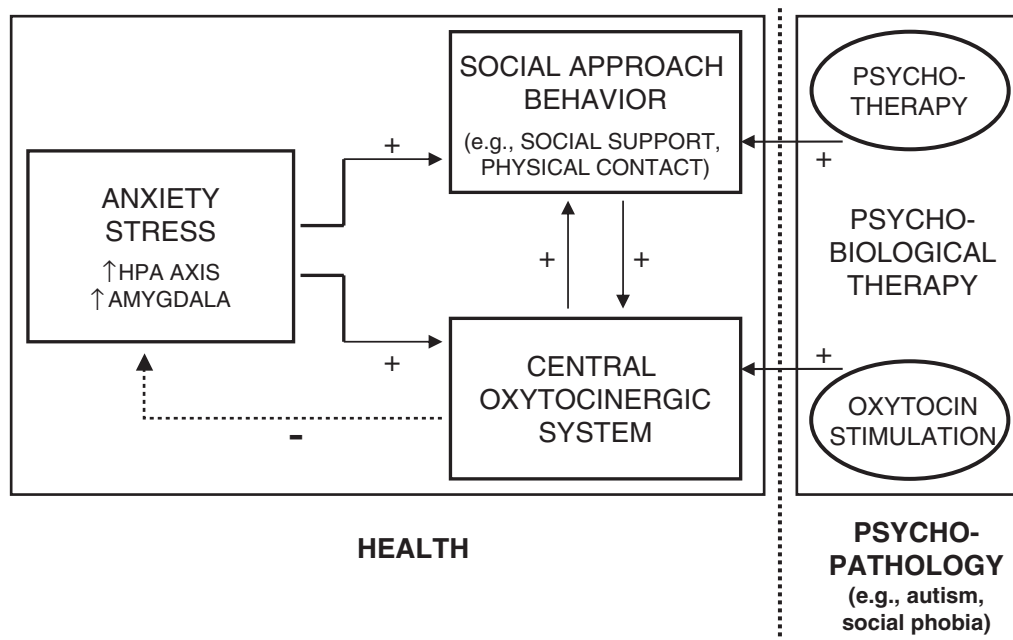 SOCIAL APPROACH
BEHAVIOR
(e.g., SOCIAL SUPPORT,
PHYSICAL CONTACT)
ANXIETY
STRESS
↑HPA AXIS
↑AMYGDALA
+
+
+
+
-
CENTRAL
OXYTOCINERGIC
SYSTEM
HEALTH
PSYCHO-
THERAPY
+
PSYCHO-
BIOLOGICAL
THERAPY
+
OXYTOCIN
STIMULATION
PSYCHO-
PATHOLOGY
(e.g., autism,
social phobia)